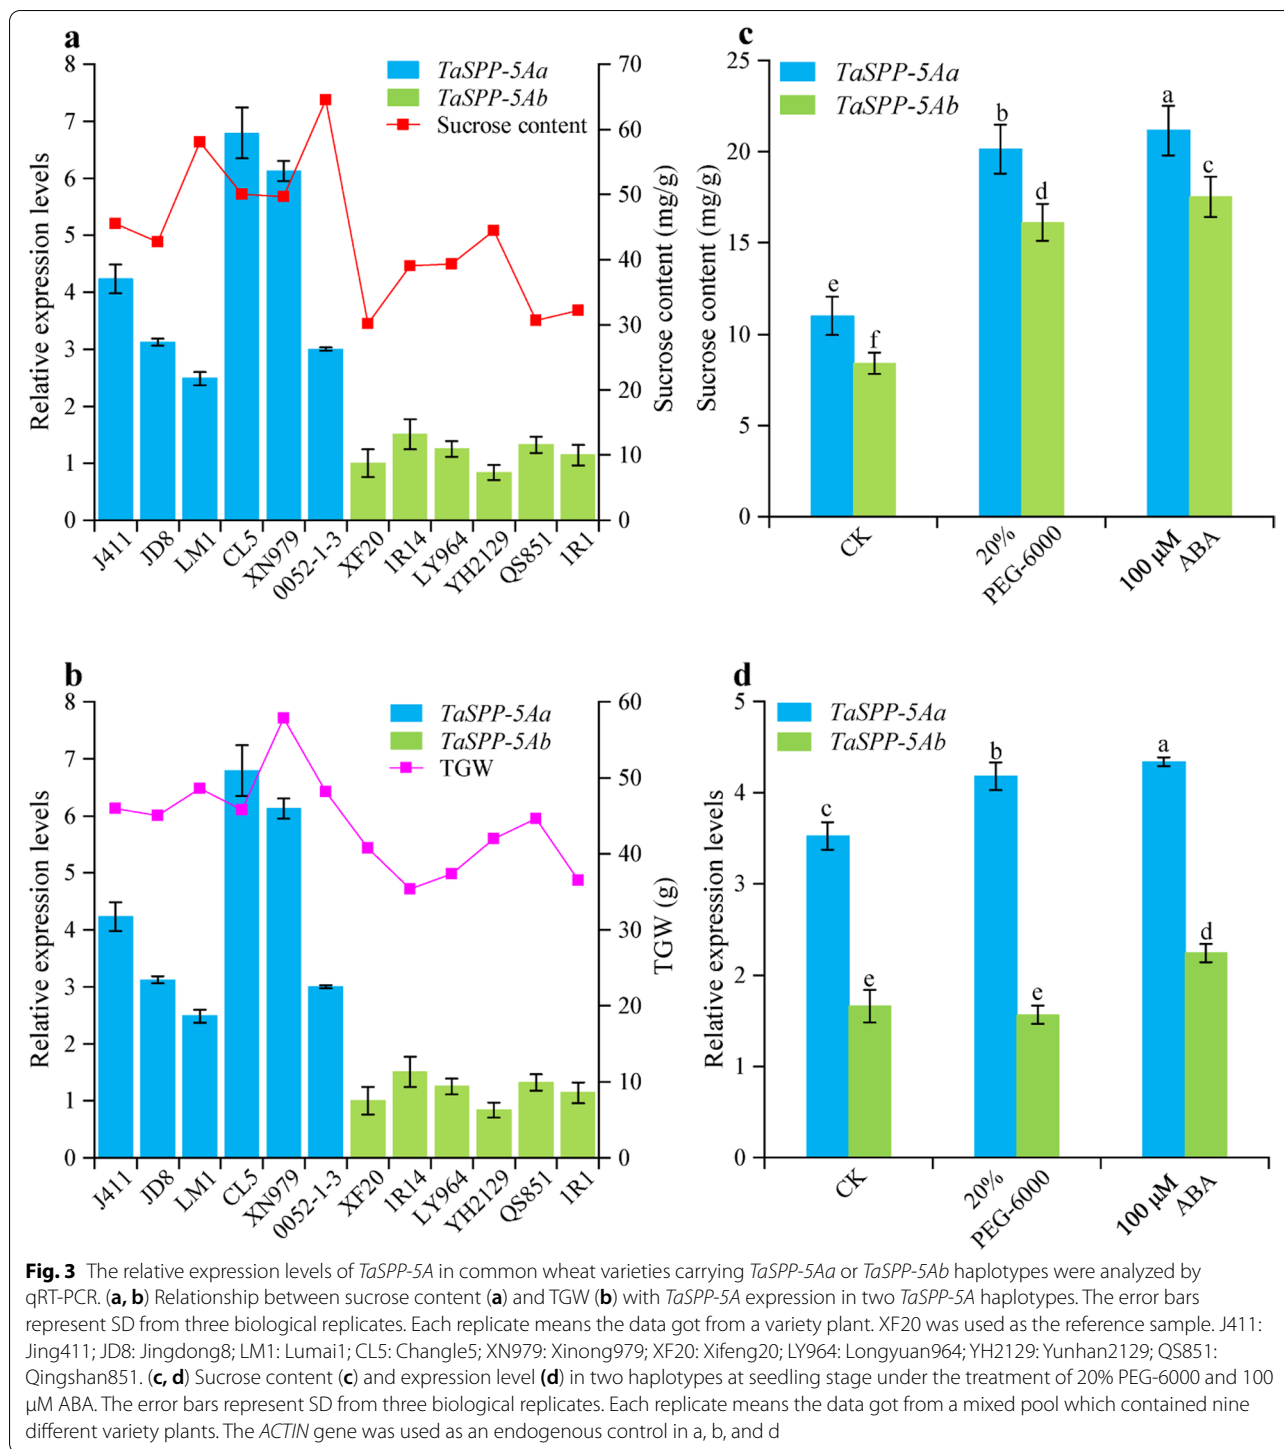 a
8
7
6
5
4
3
2
1
0
Relative expression levels
TaSPP-5Aa
TaSPP-5Ab
Sucrose content
70
60
50
40
30
20
10
0
Sucrose content (mg/g)
J411
JD8
LM1
CL5
XN979
0052-1-3
XF20
1R14
LY964
YH2129
QS851
1R1
c
25
20
15
10
5
0
Sucrose content (mg/g)
TaSPP-5Aa
TaSPP-5Ab
e
f
b
d
a
c
CK
20%
PEG-6000
100 μM
ABA
b
8
7
6
5
4
3
2
1
0
Relative expression levels
TaSPP-5Aa
TaSPP-5Ab
TGW
60
50
40
30
20
10
0
TGW (g)
J411
JD8
LM1
CL5
XN979
0052-1-3
XF20
1R14
LY964
YH2129
QS851
1R1
d
5
4
3
2
1
0
Relative expression levels
TaSPP-5Aa
TaSPP-5Ab
c
e
b
e
a
d
CK
20%
PEG-6000
100 μM
ABA
Fig. 3 The relative expression levels of TaSPP-5A in common wheat varieties carrying TaSPP-5Aa or TaSPP-5Ab haplotypes were analyzed by
qRT-PCR. (a, b) Relationship between sucrose content (a) and TGW (b) with TaSPP-5A expression in two TaSPP-5A haplotypes. The error bars
represent SD from three biological replicates. Each replicate means the data got from a variety plant. XF20 was used as the reference sample. J411:
Jing411; JD8: Jingdong8; LM1: Lumai1; CL5: Changle5; XN979: Xinong979; XF20: Xifeng20; LY964: Longyuan964; YH2129: Yunhan2129; QS851:
Qingshan851. (c, d) Sucrose content (c) and expression level (d) in two haplotypes at seedling stage under the treatment of 20% PEG-6000 and 100
μM ABA. The error bars represent SD from three biological replicates. Each replicate means the data got from a mixed pool which contained nine
different variety plants. The ACTIN gene was used as an endogenous control in a, b, and d